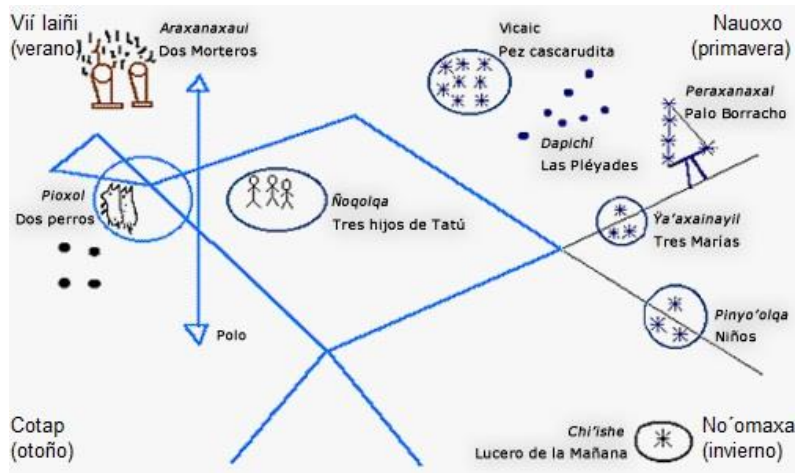 Vií laiñi
(verano)
Araxanaxaui
Dos Morteros
Vicaic
Pez cascarudita
Nauoxo
(primavera)
Peraxanaxal
Palo Borracho
Dapichí
Las Pléyades
Pioxol
Dos perros
Ñoqolqa
Tres hijos de Tatú
Ỹa'axainayil
Tres Marías
Pinyo'olqa
Niños
Polo
Cotap
(otoño)
Chi'ishe
Lucero de la Mañana
No´omaxa
(invierno)